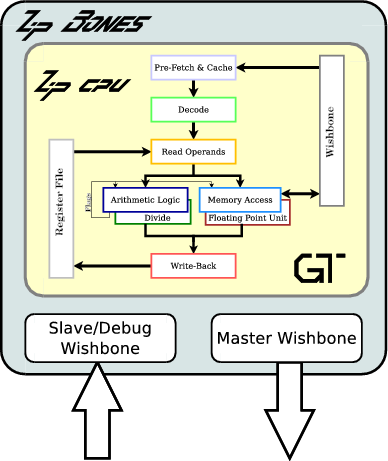 Zip Bones
Zip CPU
Pre-Fetch & Cache
Decode
Read Operands
Wishbone
Register File
Flags
Arithmetic Logic
Divide
Memory Access
Floating Point Unit
Write-Back
GT
Slave/Debug
Wishbone
Master Wishbone